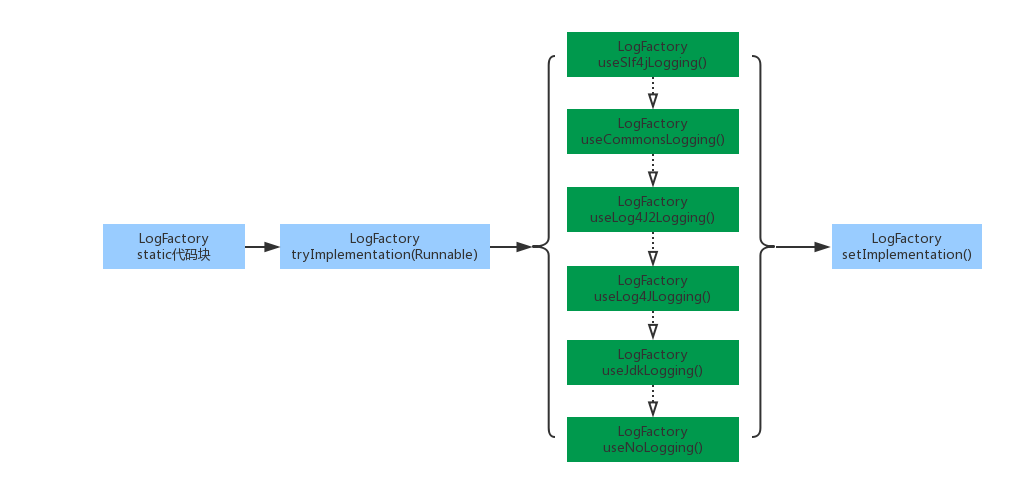 LogFactory
static代码块
LogFactory
tryImplementation(Runnable)
LogFactory
useSlf4jLogging()
LogFactory
useCommonsLogging()
LogFactory
useLog4J2Logging()
LogFactory
useLog4JLogging()
LogFactory
useJdkLogging()
LogFactory
useNoLogging()
LogFactory
setImplementation()